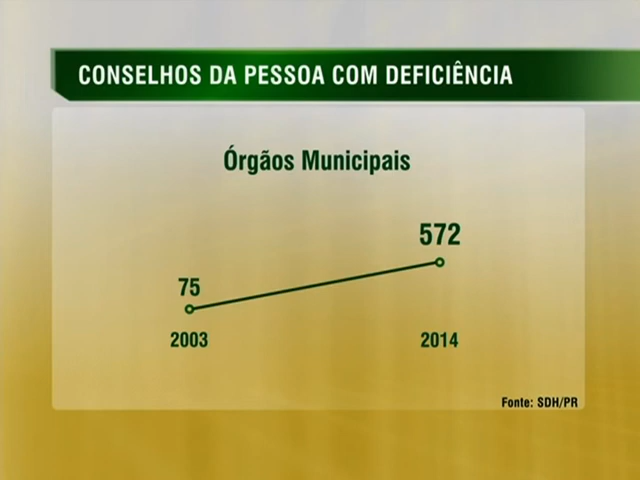 CONSELHOS DA PESSOA COM DEFICIÊNCIA
Órgãos Municipais
572
75
2003 2014
Fonte: SDH/PR